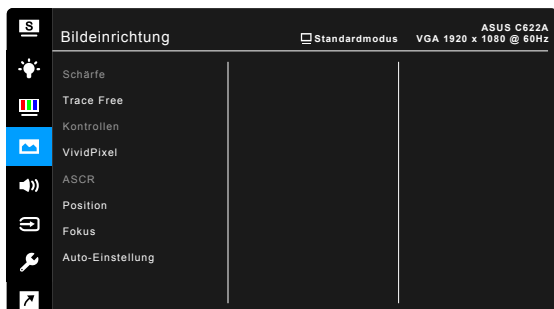 S
Bildeinrichtung
Standardmodus
ASUS C622A
VGA 1920 x 1080 @ 60Hz
Schärfe
Trace Free
Kontrollen
VividPixel
ASCR
Position
Fokus
Auto-Einstellung